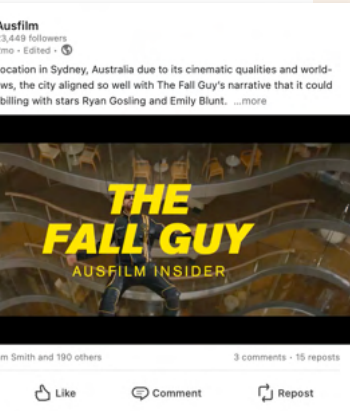 Ausfilm
23,449 followers
mo • Edited •
ocation in Sydney, Australia due to its cinematic qualities and world-
ws, the city aligned so well with The Fall Guy's narrative that it could
billing with stars Ryan Gosling and Emily Blunt. ...more
THE
FALL GUY
AUSFILM INSIDER
m Smith and 190 others
3 comments • 15 reposts
Like
Comment
Repost